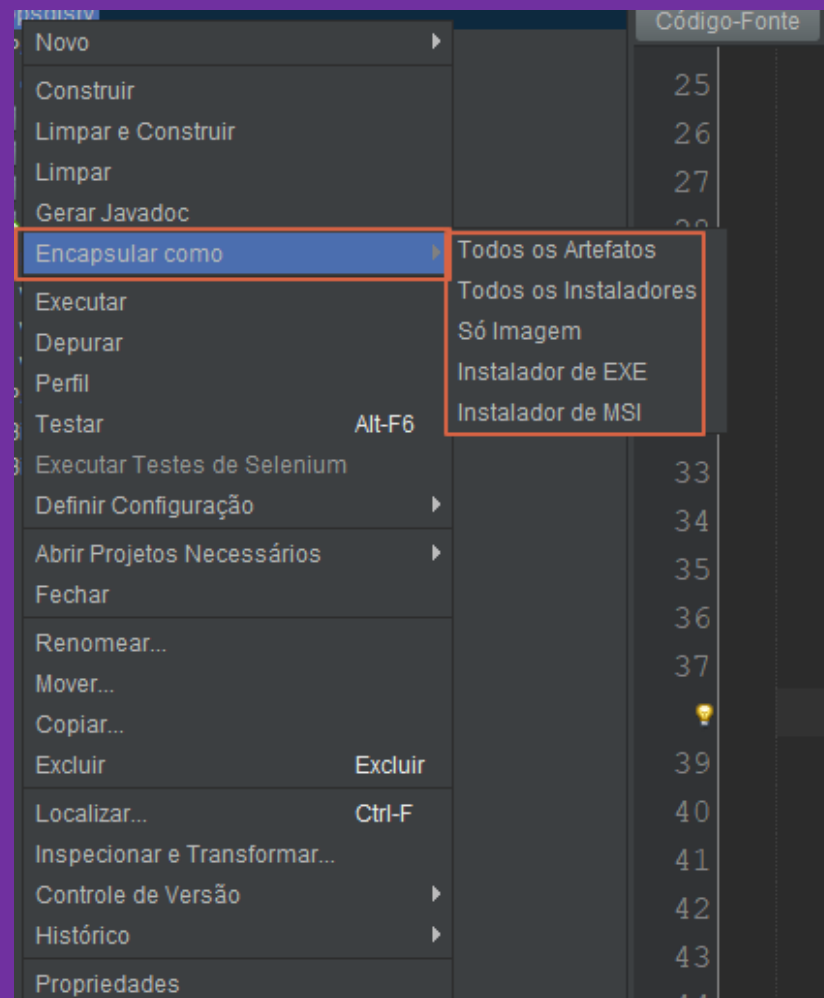 Código-Fonte
Novo
Construir
Limpar e Construir
Limpar
Gerar Javadoc
Encapsular como
Todos os Artefatos
Todos os Instaladores
Só Imagem
Instalador de EXE
Instalador de MSI
Executar
Depurar
Perfil
Testar Alt-F6
Executar Testes de Selenium
Definir Configuração
Abrir Projetos Necessários
Fechar
Renomear...
Mover...
Copiar...
Excluir Excluir
Localizar... Ctrl-F
Inspecionar e Transformar...
Controle de Versão
Histórico
Propriedades
25
26
27
33
34
35
36
37
39
40
41
42
43